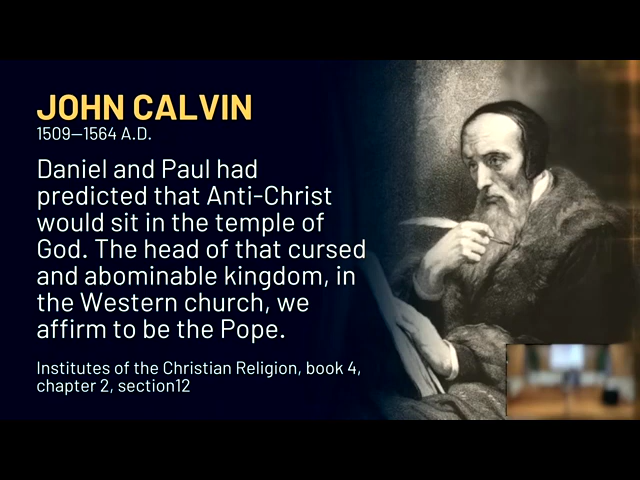 JOHN CALVIN
1509—1564 A.D.
Daniel and Paul had
predicted that Anti-Christ
would sit in the temple of
God. The head of that cursed
and abominable kingdom, in
the Western church, we
affirm to be the Pope.
Institutes of the Christian Religion, book 4,
chapter 2, section12